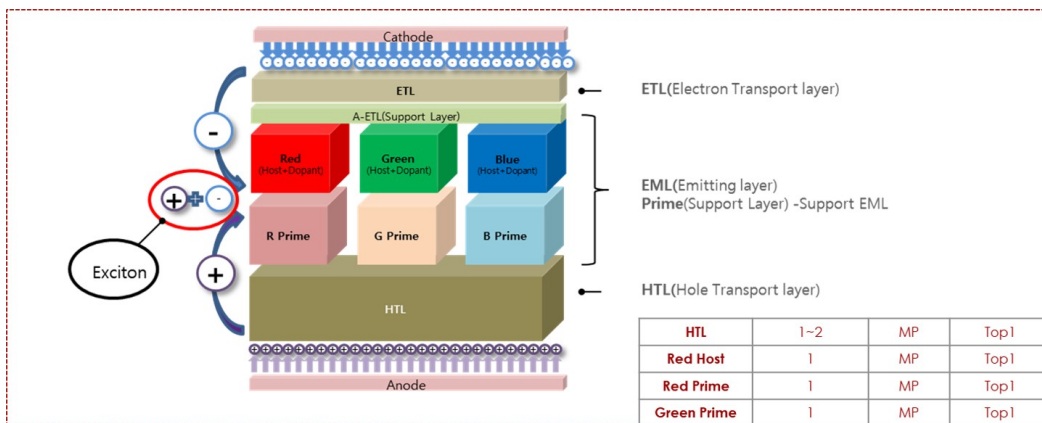 Cathode
ETL
A-ETL(Support Layer)
Red
(Host+Dopant)
Green
(Host+Dopant)
Blue
(Host+Dopant)
R Prime
G Prime
B Prime
HTL
Anode
-
+ + -
+
Exciton
ETL(Electron Transport layer)
EML(Emitting layer)
Prime(Support Layer) -Support EML
HTL(Hole Transport layer)
HTL 1~2 MP Top1
Red Host 1 MP Top1
Red Prime 1 MP Top1
Green Prime 1 MP Top1